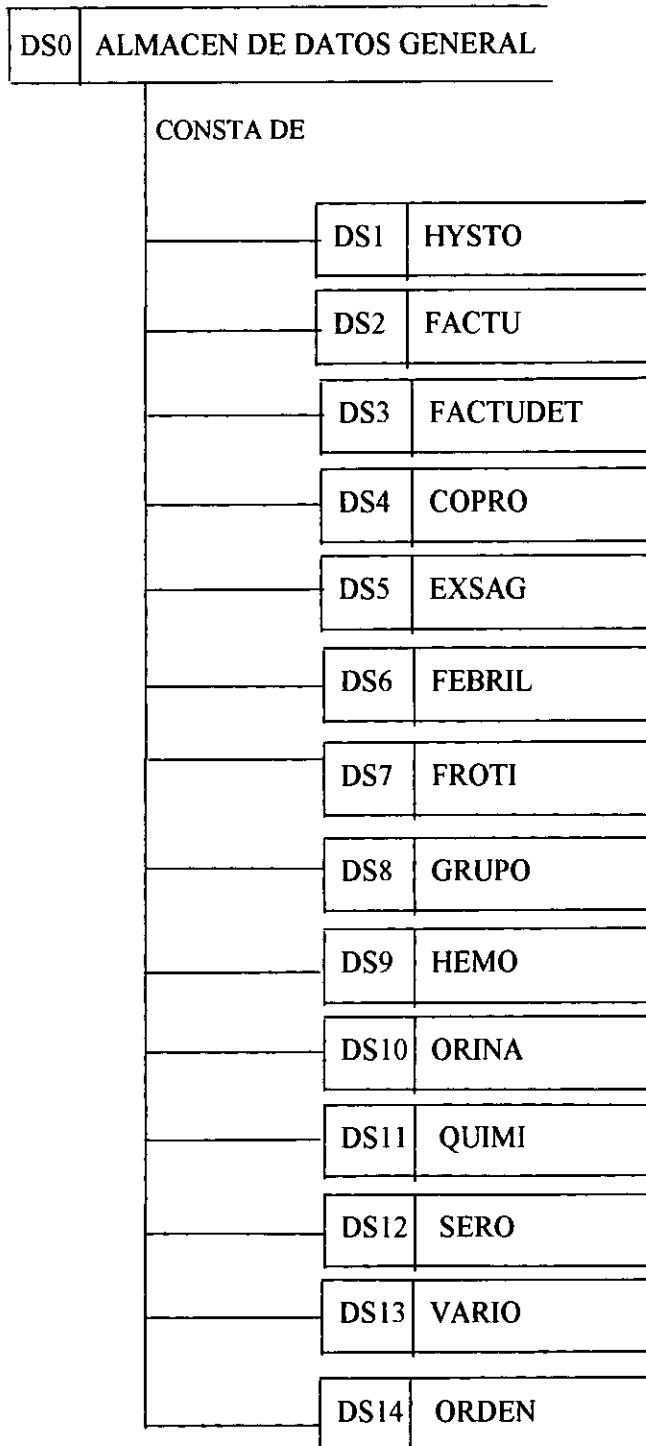 DS0 ALMACEN DE DATOS GENERAL
CONSTA DE
DS1 HYSTO
DS2 FACTU
DS3 FACTUDET
DS4 COPRO
DS5 EXSAG
DS6 FEBRIL
DS7 FROTI
DS8 GRUPO
DS9 HEMO
DS10 ORINA
DS11 QUIMI
DS12 SERO
DS13 VARIO
DS14 ORDEN